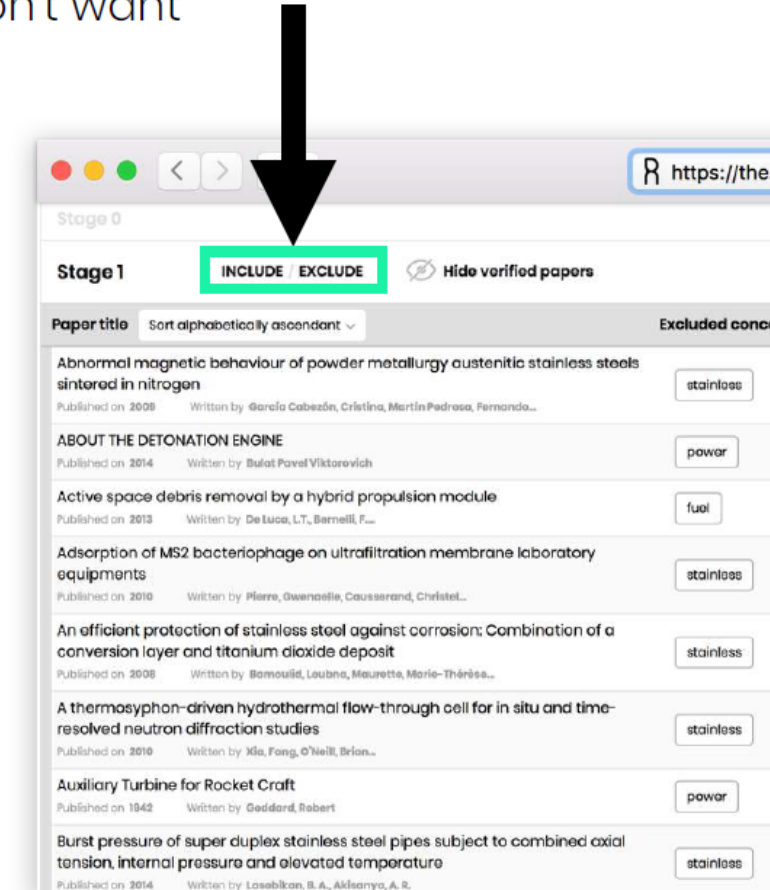 on't want
https://the
Stage 0
Stage 1 INCLUDE / EXCLUDE Hide verified papers
Paper title Sort alphabetically ascendant Excluded conc
Abnormal magnetic behaviour of powder metallurgy austenitic stainless steels
sintered in nitrogen
stainless
Published on 2009 Written by García Cabezón, Cristina, Martin Pedrosa, Fernando...
ABOUT THE DETONATION ENGINE
power
Published on 2014 Written by Bulat Pavel Viktorovich
Active space debris removal by a hybrid propulsion module
fuel
Published on 2013 Written by De Luca, L.T., Bernelli, F....
Adsorption of MS2 bacteriophage on ultrafiltration membrane laboratory
equipments
stainless
Published on 2010 Written by Pierre, Gwenaelle, Causserand, Christel...
An efficient protection of stainless steel against corrosion: Combination of a
conversion layer and titanium dioxide deposit
stainless
Published on 2008 Written by Bamoulid, Loubna, Maurette, Marie-Thérèse...
A thermosyphon-driven hydrothermal flow-through cell for in situ and time-
resolved neutron diffraction studies
stainless
Published on 2010 Written by Xia, Fang, O'Neill, Brian...
Auxiliary Turbine for Rocket Craft
power
Published on 1942 Written by Goddard, Robert
Burst pressure of super duplex stainless steel pipes subject to combined axial
tension, internal pressure and elevated temperature
stainless
Published on 2014 Written by Lasebikan, B. A., Akisanya, A. R.